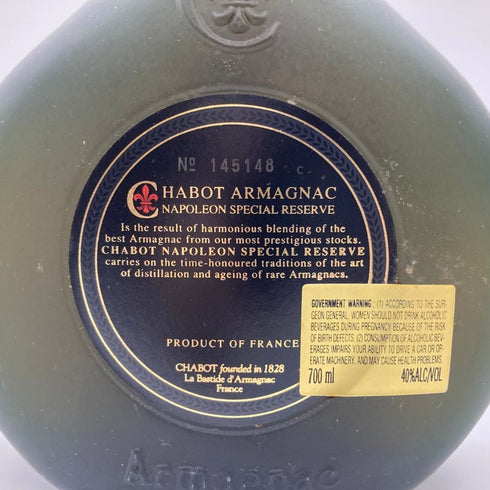 Nº 145148 C
CHABOT ARMAGNAC
NAPOLEON SPECIAL RESERVE
Is the result of harmonious blending of the
best Armagnac from our most prestigious stocks.
CHABOT NAPOLEON SPECIAL RESERVE
carries on the time-honoured traditions of the art
of distillation and ageing of rare Armagnacs.
PRODUCT OF FRANCE
CHABOT founded in 1828
La Bastide d'Armagnac
France
GOVERNMENT WARNING: (1) ACCORDING TO THE SUR-
GEON GENERAL, WOMEN SHOULD NOT DRINK ALCOHOLIC
BEVERAGES DURING PREGNANCY BECAUSE OF THE RISK
OF BIRTH DEFECTS. (2) CONSUMPTION OF ALCOHOLIC BEV-
ERAGES IMPAIRS YOUR ABILITY TO DRIVE A CAR OR OP-
ERATE MACHINERY, AND MAY CAUSE HEALTH PROBLEMS.
700 ml 40%ALC/VOL
Armagnac